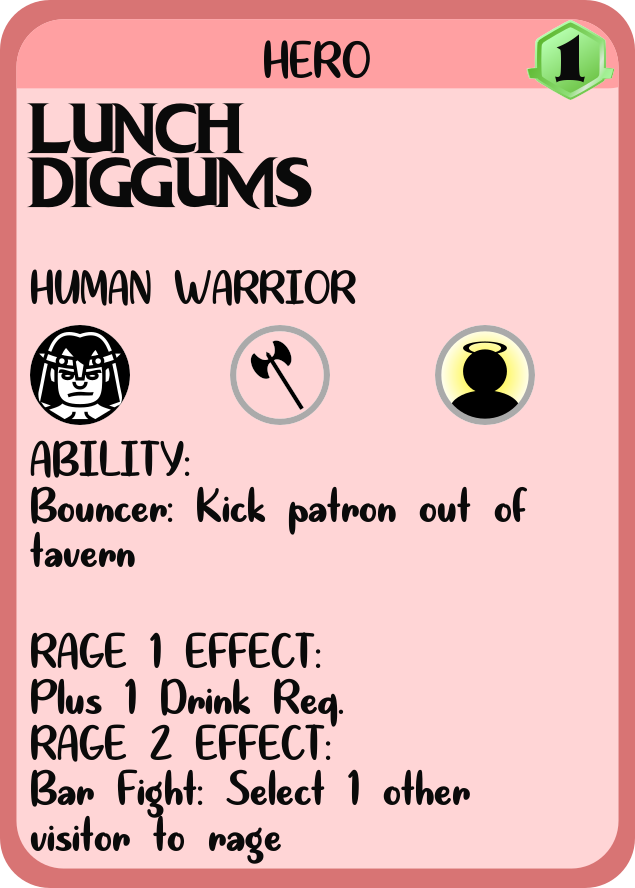 HERO
1
LUNCH
DIGGUMS
HUMAN WARRIOR
ABILITY:
Bouncer: Kick patron out of
tavern
RAGE 1 EFFECT:
Plus 1 Drink Req.
RAGE 2 EFFECT:
Bar Fight: Select 1 other
visitor to rage